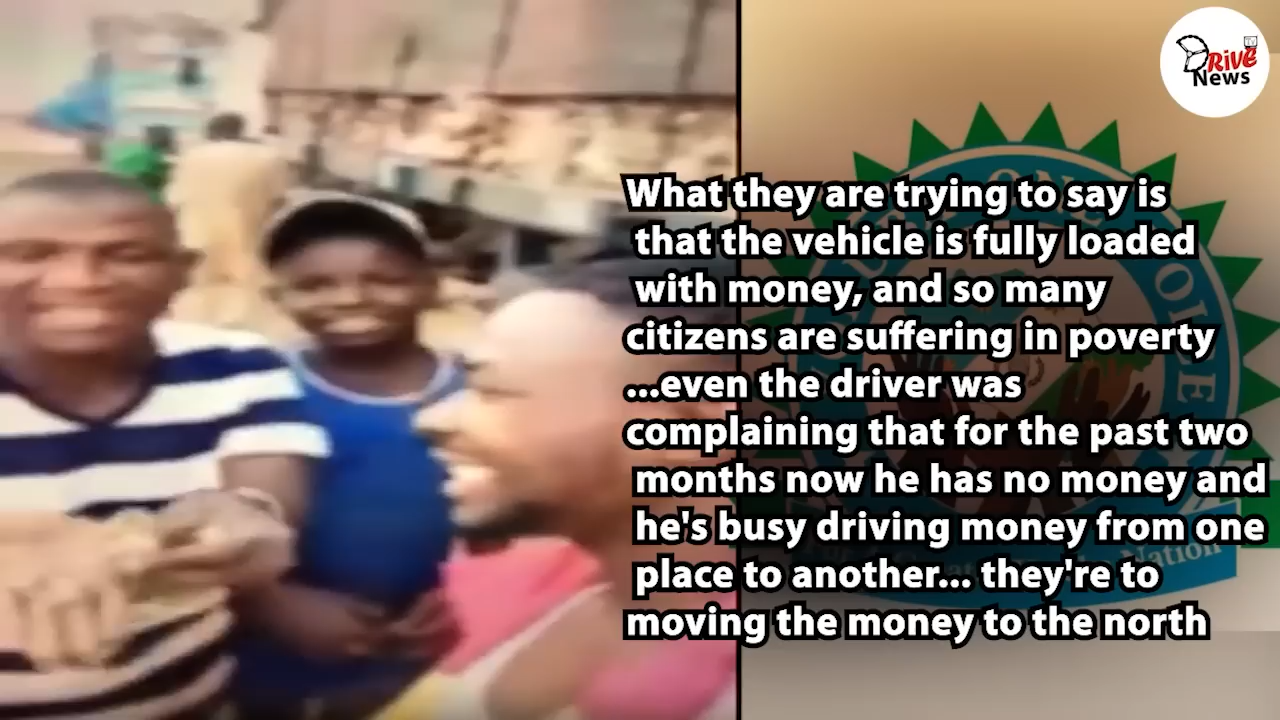 DRIVE
TV
News
What they are trying to say is
that the vehicle is fully loaded
with money, and so many
citizens are suffering in poverty
...even the driver was
complaining that for the past two
months now he has no money and
he's busy driving money from one
place to another... they're to
moving the money to the north
Nation